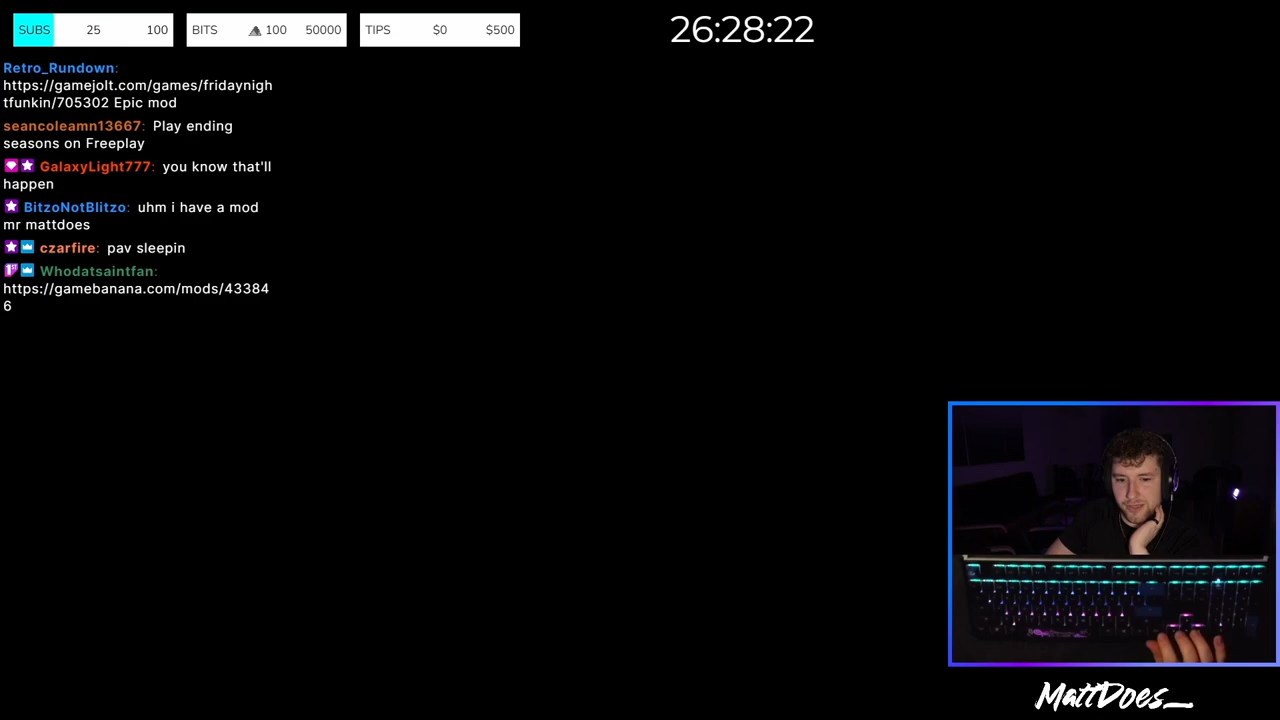 SUBS 25 100 BITS 100 50000 TIPS $0 $500
26:28:22
Retro_Rundown:
https://gamejolt.com/games/fridaynigh
tfunkin/705302 Epic mod
seancoleamn13667: Play ending
seasons on Freeplay
GalaxyLight777: you know that'll
happen
BitzoNotBlitzo: uhm i have a mod
mr mattdoes
czarfire: pav sleepin
Whodatsaintfan:
https://gamebanana.com/mods/43384
6
MattDoes_